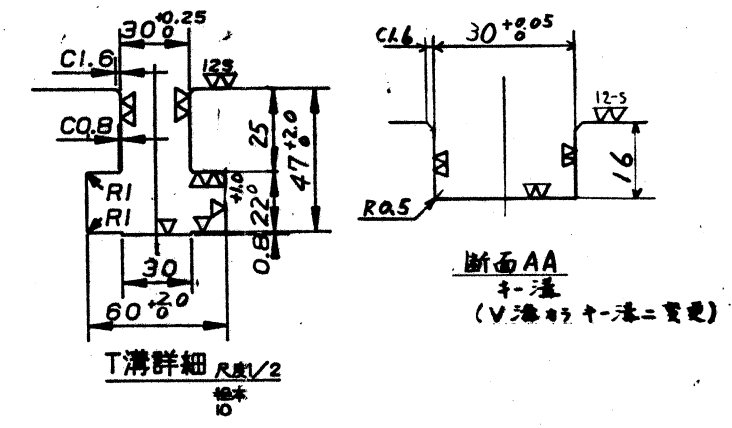 30 +0.25 0
C1.6
12S
C0.8
25
47 +2.0 0
R1
R1
22 +1.0 0
0.8
30
60 +2.0 0
T溝詳細 尺度1/2
10
C1.6
30 +0.05 0
12-S
16
R0.5
断面AA
キー溝
(V溝カラキー溝ニ変更)